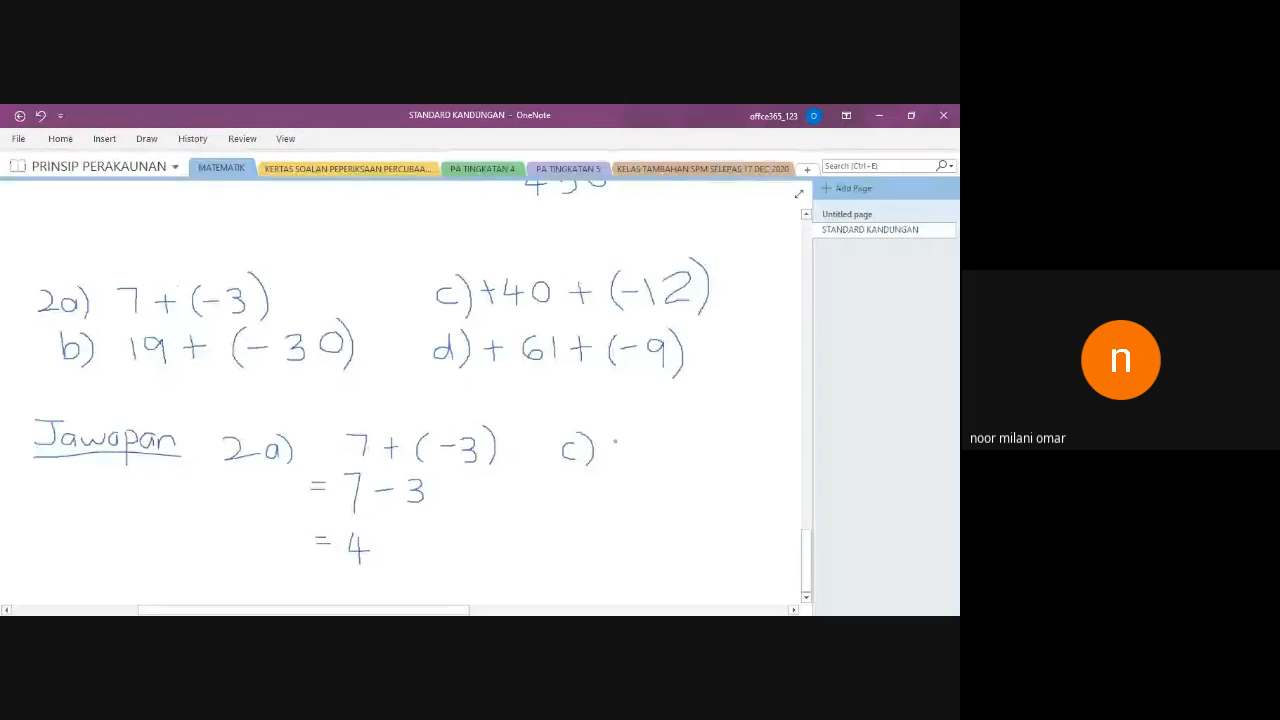 STANDARD KANDUNGAN - OneNote
offce365_123 O
File Home Insert Draw History Review View
PRINSIP PERAKAUNAN MATEMATIK KERTAS SOALAN PEPERIKSAAN PERCUBAA... PA TINGKATAN 4 PA TINGKATAN 5 KELAS TAMBAHAN SPM SELEPAS 17 DEC 2020 + Search (Ctrl+E)
+ Add Page
Untitled page
STANDARD KANDUNGAN
2a) 7 + (-3) c) +40 + (-12)
b) 19 + (-30) d) + 61 + (-9)
Jawapan 2a) 7 + (-3) c)
= 7 - 3
= 4
n
noor milani omar